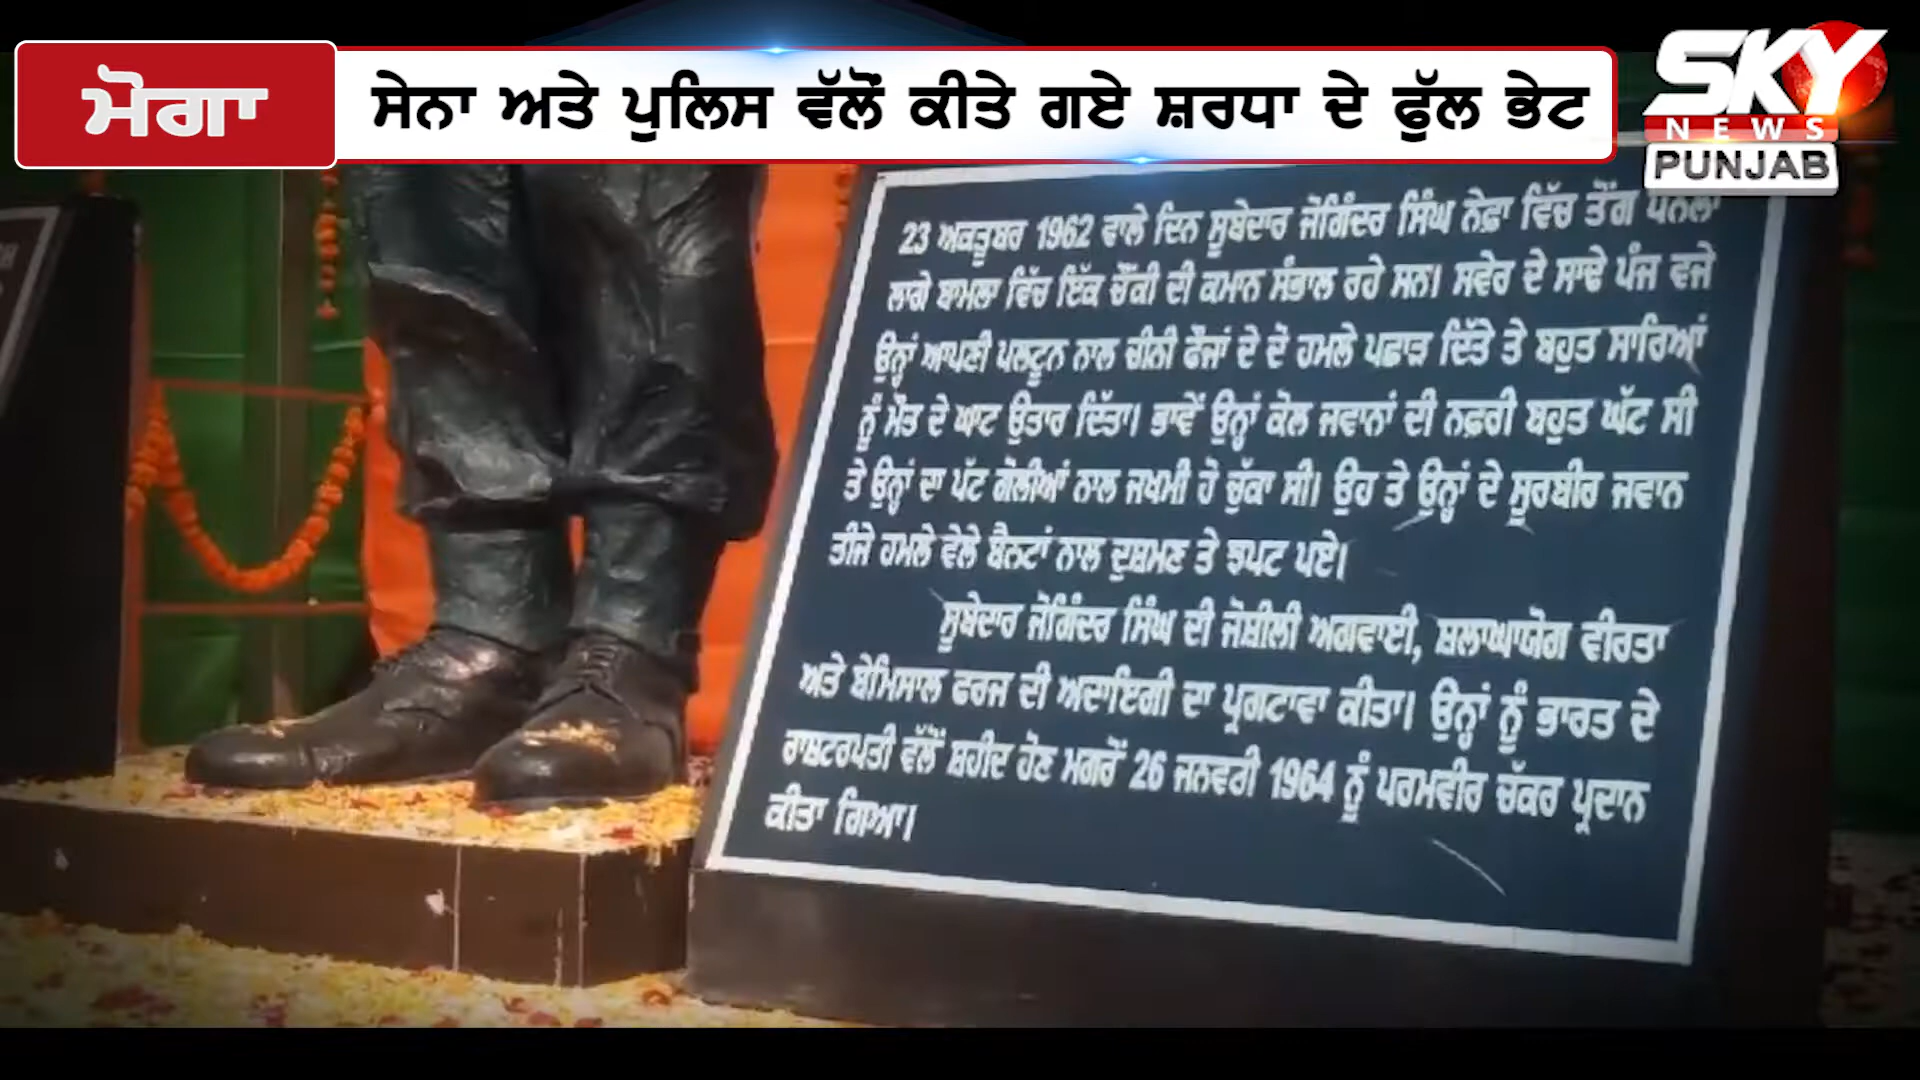 ਮੋਗਾ
ਸੇਨਾ ਅਤੇ ਪੁਲਿਸ ਵੱਲੋਂ ਕੀਤੇ ਗਏ ਸ਼ਰਧਾ ਦੇ ਫੁੱਲ ਭੇਟ
SKY
NEWS
PUNJAB
23 ਅਕਤੂਬਰ 1962 ਵਾਲੇ ਦਿਨ ਸੂਬੇਦਾਰ ਜੋਗਿੰਦਰ ਸਿੰਘ ਨੇਫ਼ਾ ਵਿੱਚ ਤੌਂਗ
ਲਾਗੇ ਬਾਮਲਾ ਵਿੱਚ ਇੱਕ ਚੌਂਕੀ ਦੀ ਕਮਾਨ ਸੰਭਾਲ ਰਹੇ ਸਨ। ਸਵੇਰ ਦੇ ਸਾਢੇ ਪੰਜ ਵਜੇ
ਉਨ੍ਹਾਂ ਆਪਣੀ ਪਲਟੂਨ ਨਾਲ ਚੀਨੀ ਫੌਜਾਂ ਦੇ ਦੋ ਹਮਲੇ ਪਛਾੜ ਦਿੱਤੇ ਤੇ ਬਹੁਤ ਸਾਰਿਆਂ
ਨੂੰ ਮੌਤ ਦੇ ਘਾਟ ਉਤਾਰ ਦਿੱਤਾ। ਭਾਵੇਂ ਉਨ੍ਹਾਂ ਕੋਲ ਜਵਾਨਾਂ ਦੀ ਨਫ਼ਰੀ ਬਹੁਤ ਘੱਟ ਸੀ
ਤੇ ਉਨ੍ਹਾਂ ਦਾ ਪੱਟ ਗੋਲੀਆਂ ਨਾਲ ਜਖਮੀ ਹੋ ਚੁੱਕਾ ਸੀ। ਉਹ ਤੇ ਉਨ੍ਹਾਂ ਦੇ ਸੂਰਬੀਰ ਜਵਾਨ
ਤੀਜੇ ਹਮਲੇ ਵੇਲੇ ਬੈਨਟਾਂ ਨਾਲ ਦੁਸ਼ਮਣ ਤੇ ਝਪਟ ਪਏ।
ਸੂਬੇਦਾਰ ਜੋਗਿੰਦਰ ਸਿੰਘ ਦੀ ਜੋਸ਼ੀਲੀ ਅਗਵਾਈ, ਸ਼ਲਾਘਾਯੋਗ ਵੀਰਤਾ
ਅਤੇ ਬੇਮਿਸਾਲ ਫਰਜ ਦੀ ਅਦਾਇਗੀ ਦਾ ਪ੍ਰਗਟਾਵਾ ਕੀਤਾ। ਉਨ੍ਹਾਂ ਨੂੰ ਭਾਰਤ ਦੇ
ਰਾਸ਼ਟਰਪਤੀ ਵੱਲੋਂ ਸ਼ਹੀਦ ਹੋਣ ਮਗਰੋਂ 26 ਜਨਵਰੀ 1964 ਨੂੰ ਪਰਮਵੀਰ ਚੱਕਰ ਪ੍ਰਦਾਨ
ਕੀਤਾ ਗਿਆ।